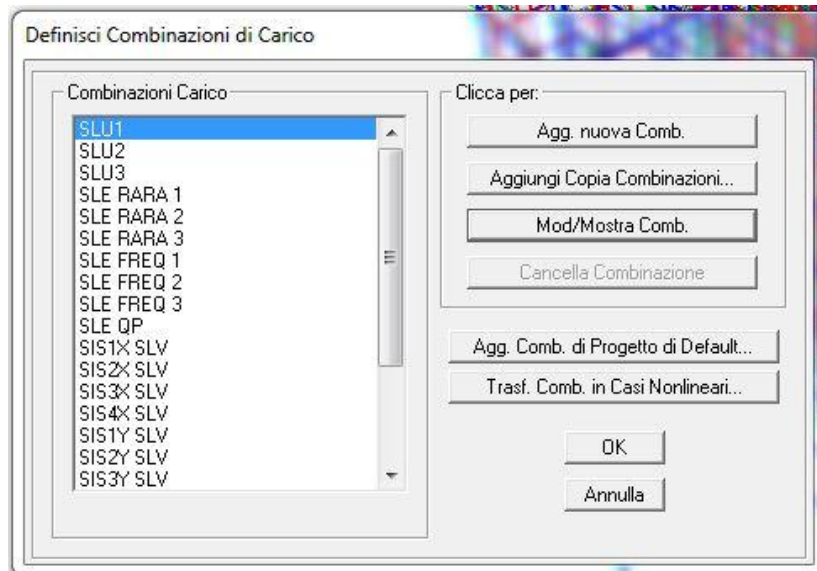 Definisci Combinazioni di Carico
Combinazioni Carico
SLU1
SLU2
SLU3
SLE RARA 1
SLE RARA 2
SLE RARA 3
SLE FREQ 1
SLE FREQ 2
SLE FREQ 3
SLE QP
SIS1X SLV
SIS2X SLV
SIS3X SLV
SIS4X SLV
SIS1Y SLV
SIS2Y SLV
SIS3Y SLV
Clicca per:
Agg. nuova Comb.
Aggiungi Copia Combinazioni...
Mod/Mostra Comb.
Cancella Combinazione
Agg. Comb. di Progetto di Default...
Trasf. Comb. in Casi Nonlineari...
OK
Annulla